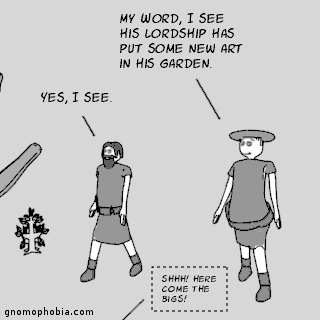 MY WORD, I SEE
HIS LORDSHIP HAS
PUT SOME NEW ART
IN HIS GARDEN.
YES, I SEE.
SHHH! HERE
COME THE
BIGS!
gnomophobia.com